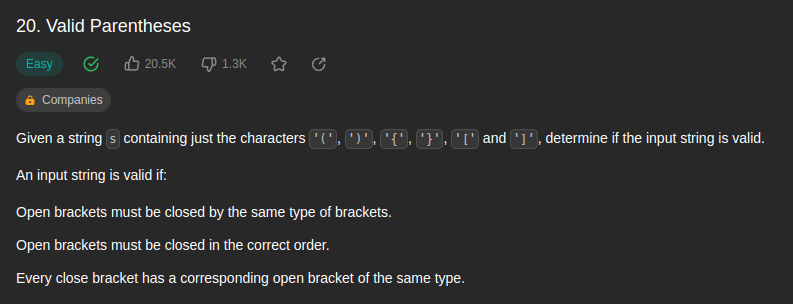 20. Valid Parentheses
Easy 20.5K 1.3K
Companies
Given a string s containing just the characters '(', ')', '{', '}', '[' and ']', determine if the input string is valid.
An input string is valid if:
Open brackets must be closed by the same type of brackets.
Open brackets must be closed in the correct order.
Every close bracket has a corresponding open bracket of the same type.